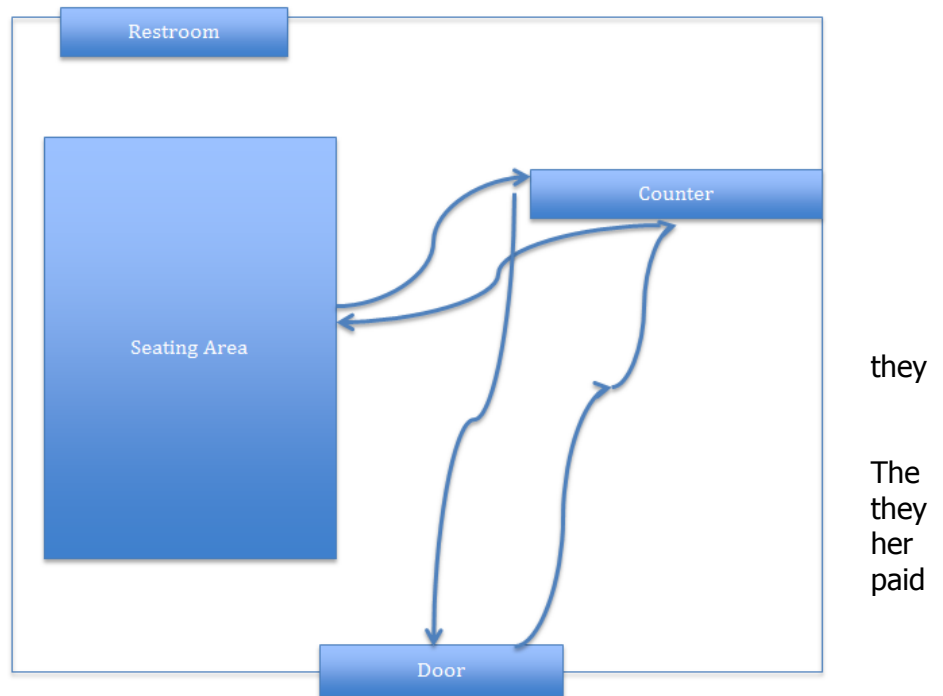 Restroom
Counter
Seating Area
they
The
they
her
paid
Door